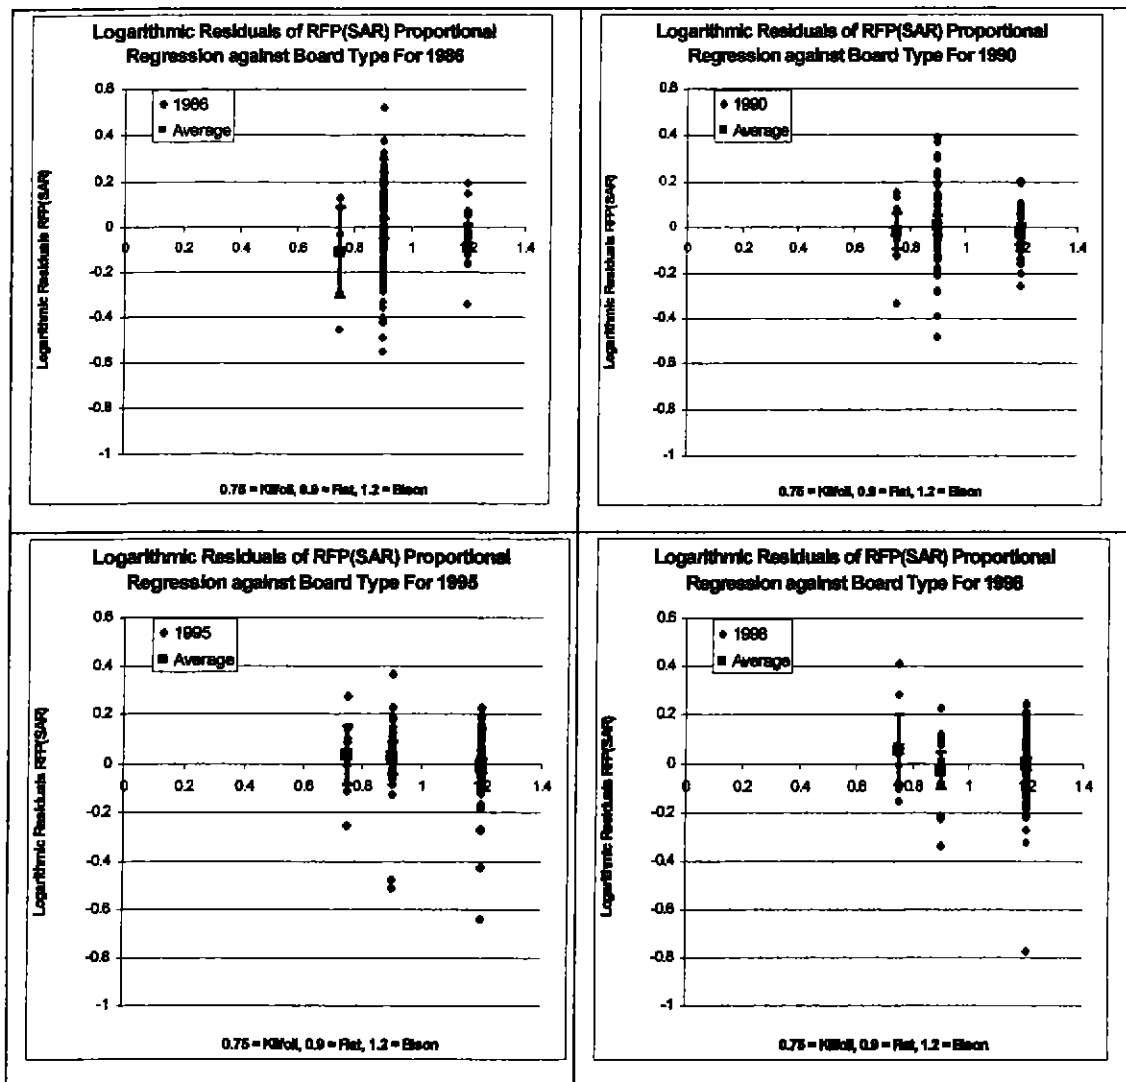 Logarithmic Residuals of RFP(SAR) Proportional
Regression against Board Type For 1986
Logarithmic Residuals RFP(SAR)
0.6
0.4
0.2
0
-0.2
-0.4
-0.6
-0.8
-1
1986
Average
0 0.2 0.4 0.6 0.8 1 1.2 1.4
0.75 = Kilfoil, 0.9 = Flat, 1.2 = Bison
Logarithmic Residuals of RFP(SAR) Proportional
Regression against Board Type For 1990
Logarithmic Residuals RFP(SAR)
0.6
0.4
0.2
0
-0.2
-0.4
-0.6
-0.8
-1
1990
Average
0 0.2 0.4 0.6 0.8 1 1.2 1.4
0.75 = Kilfoil, 0.9 = Flat, 1.2 = Bison
Logarithmic Residuals of RFP(SAR) Proportional
Regression against Board Type For 1995
Logarithmic Residuals RFP(SAR)
0.6
0.4
0.2
0
-0.2
-0.4
-0.6
-0.8
-1
1995
Average
0 0.2 0.4 0.6 0.8 1 1.2 1.4
0.75 = Kilfoil, 0.9 = Flat, 1.2 = Bison
Logarithmic Residuals of RFP(SAR) Proportional
Regression against Board Type For 1998
Logarithmic Residuals RFP(SAR)
0.6
0.4
0.2
0
-0.2
-0.4
-0.6
-0.8
-1
1998
Average
0 0.2 0.4 0.6 0.8 1 1.2 1.4
0.75 = Kilfoil, 0.9 = Flat, 1.2 = Bison